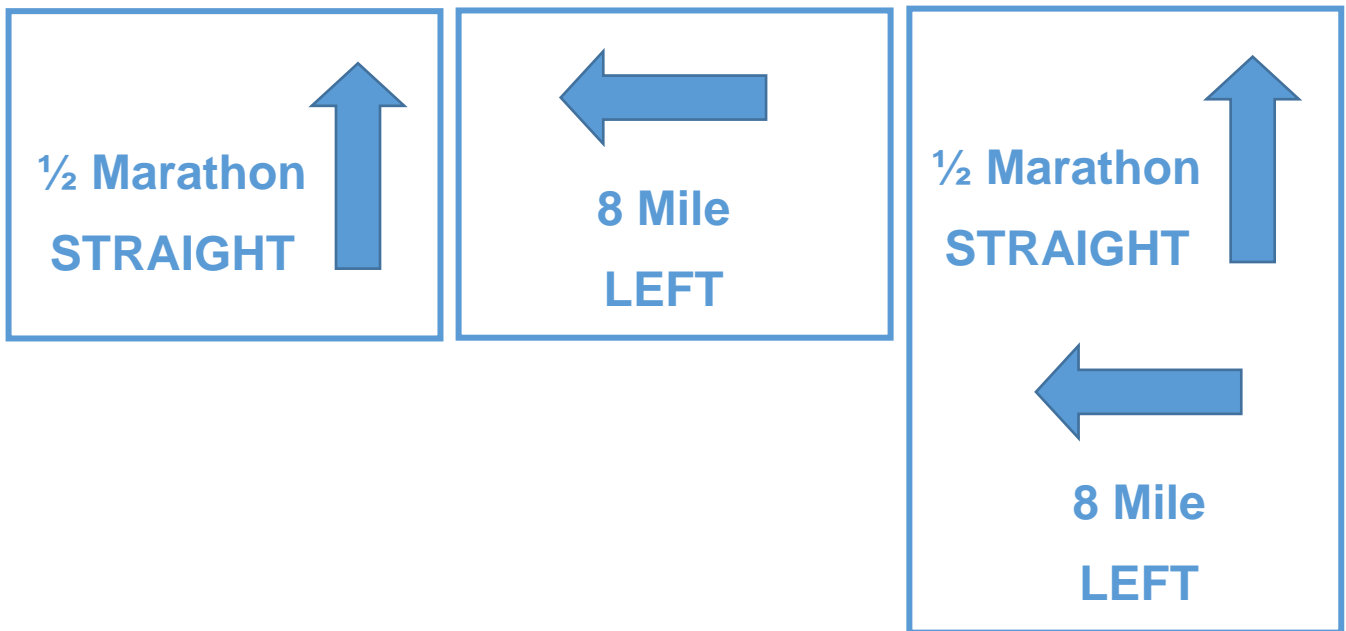 ½ Marathon
STRAIGHT
8 Mile
LEFT
½ Marathon
STRAIGHT
8 Mile
LEFT